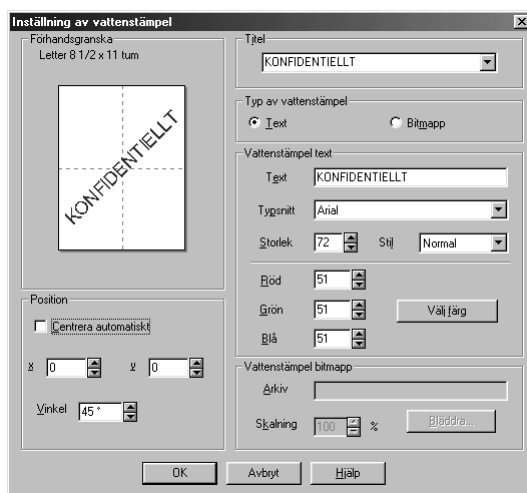 Inställning av vattenstämpel
Förhandsgranska
Letter 8 1/2 x 11 tum
KONFIDENTIELLT
Position
Centrera automatiskt
x 0 y 0
Vinkel 45 °
Titel
KONFIDENTIELLT
Typ av vattenstämpel
Text Bitmapp
Vattenstämpel text
Text KONFIDENTIELLT
Typsnitt Arial
Storlek 72 Stil Normal
Röd 51
Grön 51 Välj färg
Blå 51
Vattenstämpel bitmapp
Arkiv
Skalning 100 % Bläddra...
OK Avbryt Hjälp